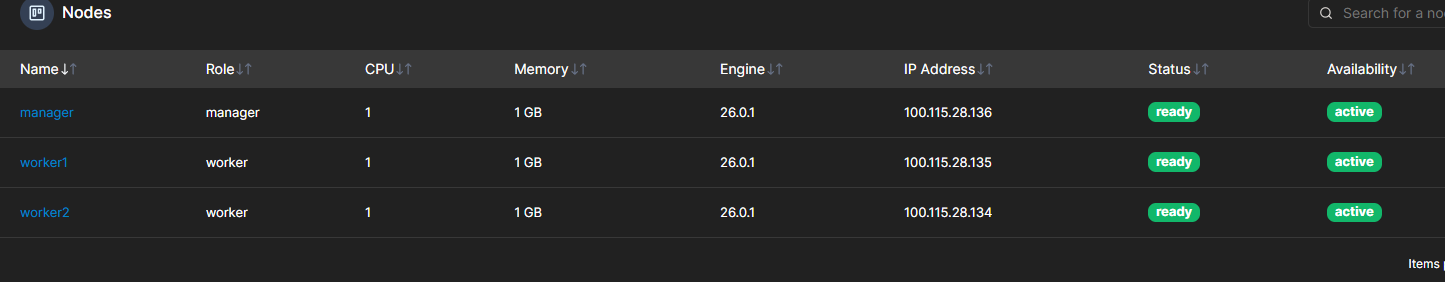 Nodes
Search for a no
Name Role CPU Memory Engine IP Address Status Availability
manager manager 1 1 GB 26.0.1 100.115.28.136 ready active
worker1 worker 1 1 GB 26.0.1 100.115.28.135 ready active
worker2 worker 1 1 GB 26.0.1 100.115.28.134 ready active
Items